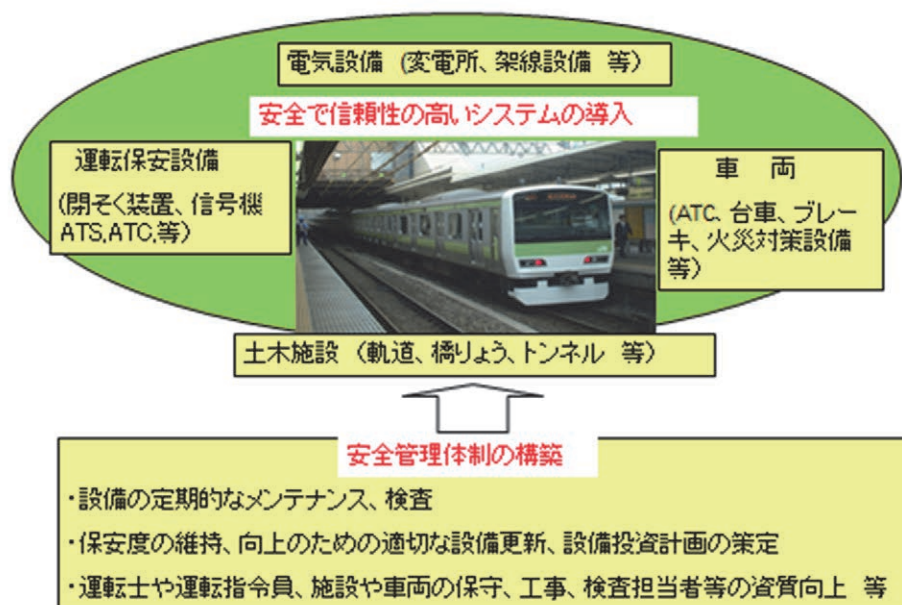 電気設備 (変電所、架線設備 等)
安全で信頼性の高いシステムの導入
運転保安設備
(閉そく装置、信号機
ATS,ATC,等)
車 両
(ATC、台車、ブレー
キ、火災対策設備
等)
土木施設 (軌道、橋りょう、トンネル 等)
安全管理体制の構築
・設備の定期的なメンテナンス、検査
・保安度の維持、向上のための適切な設備更新、設備投資計画の策定
・運転士や運転指令員、施設や車両の保守、工事、検査担当者等の資質向上 等